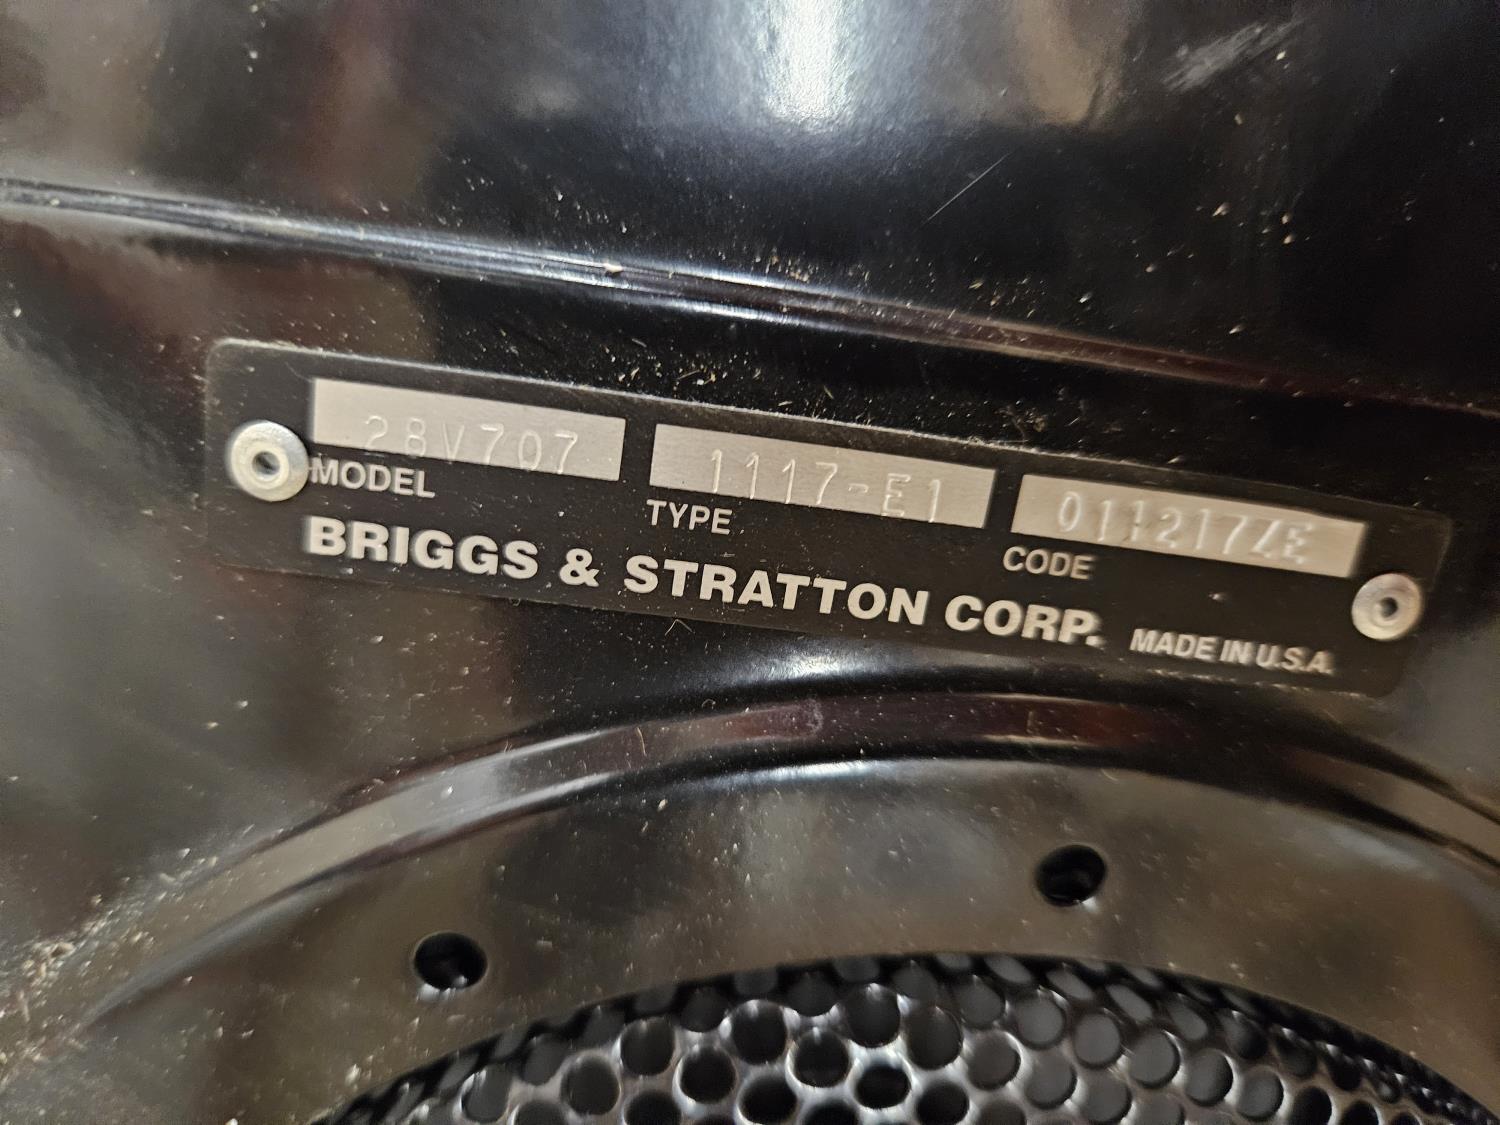 28V707 1117-E1 011217ZE
MODEL TYPE CODE
BRIGGS & STRATTON CORP. MADE IN U.S.A.